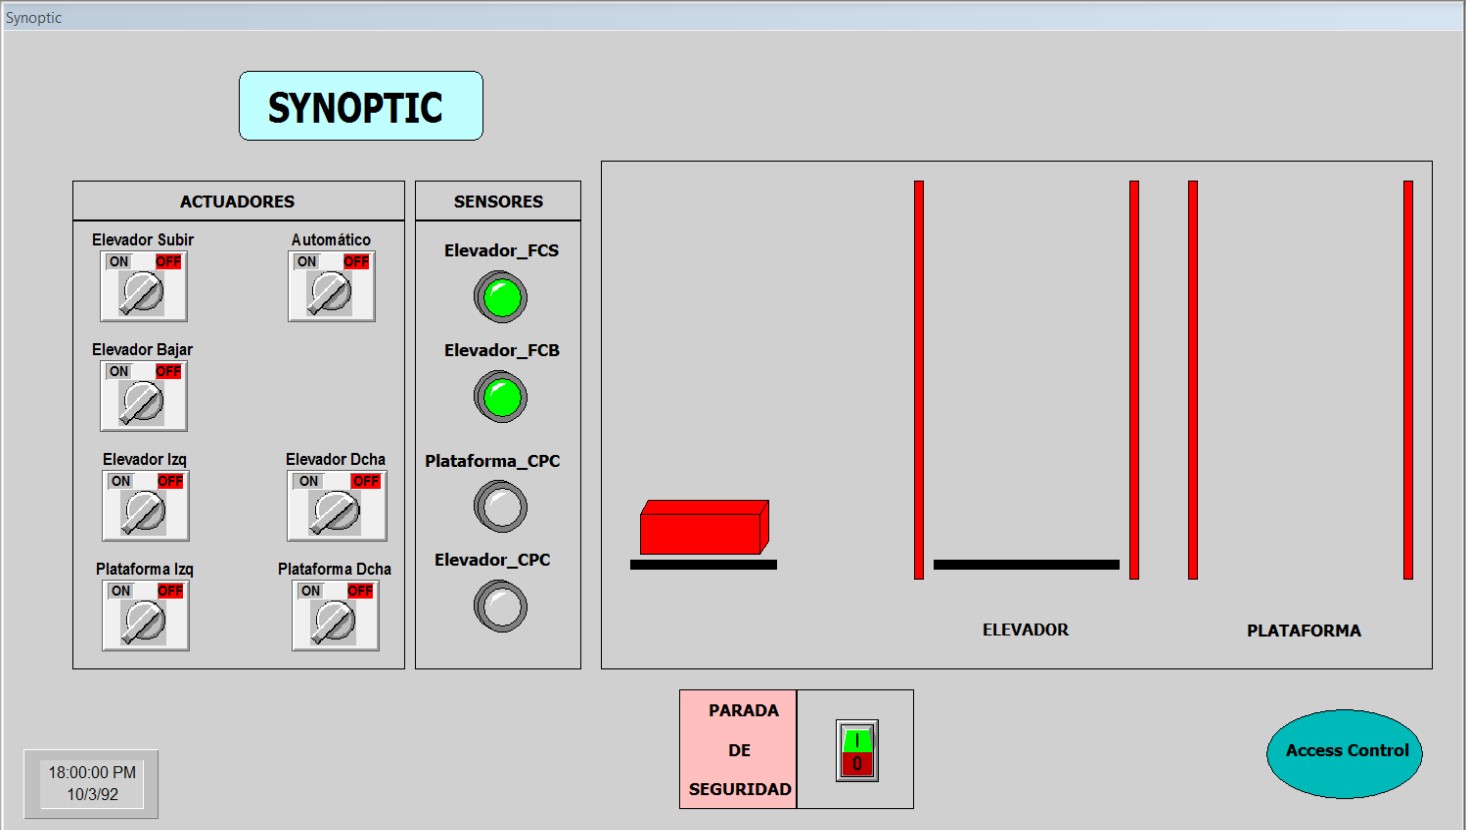 Synoptic
SYNOPTIC
ACTUADORES
Elevador Subir
ON OFF
Automático
ON OFF
Elevador Bajar
ON OFF
Elevador Izq
ON OFF
Elevador Dcha
ON OFF
Plataforma Izq
ON OFF
Plataforma Dcha
ON OFF
SENSORES
Elevador_FCS
Elevador_FCB
Plataforma_CPC
Elevador_CPC
ELEVADOR
PLATAFORMA
PARADA
DE
SEGURIDAD
I
0
Access Control
18:00:00 PM
10/3/92